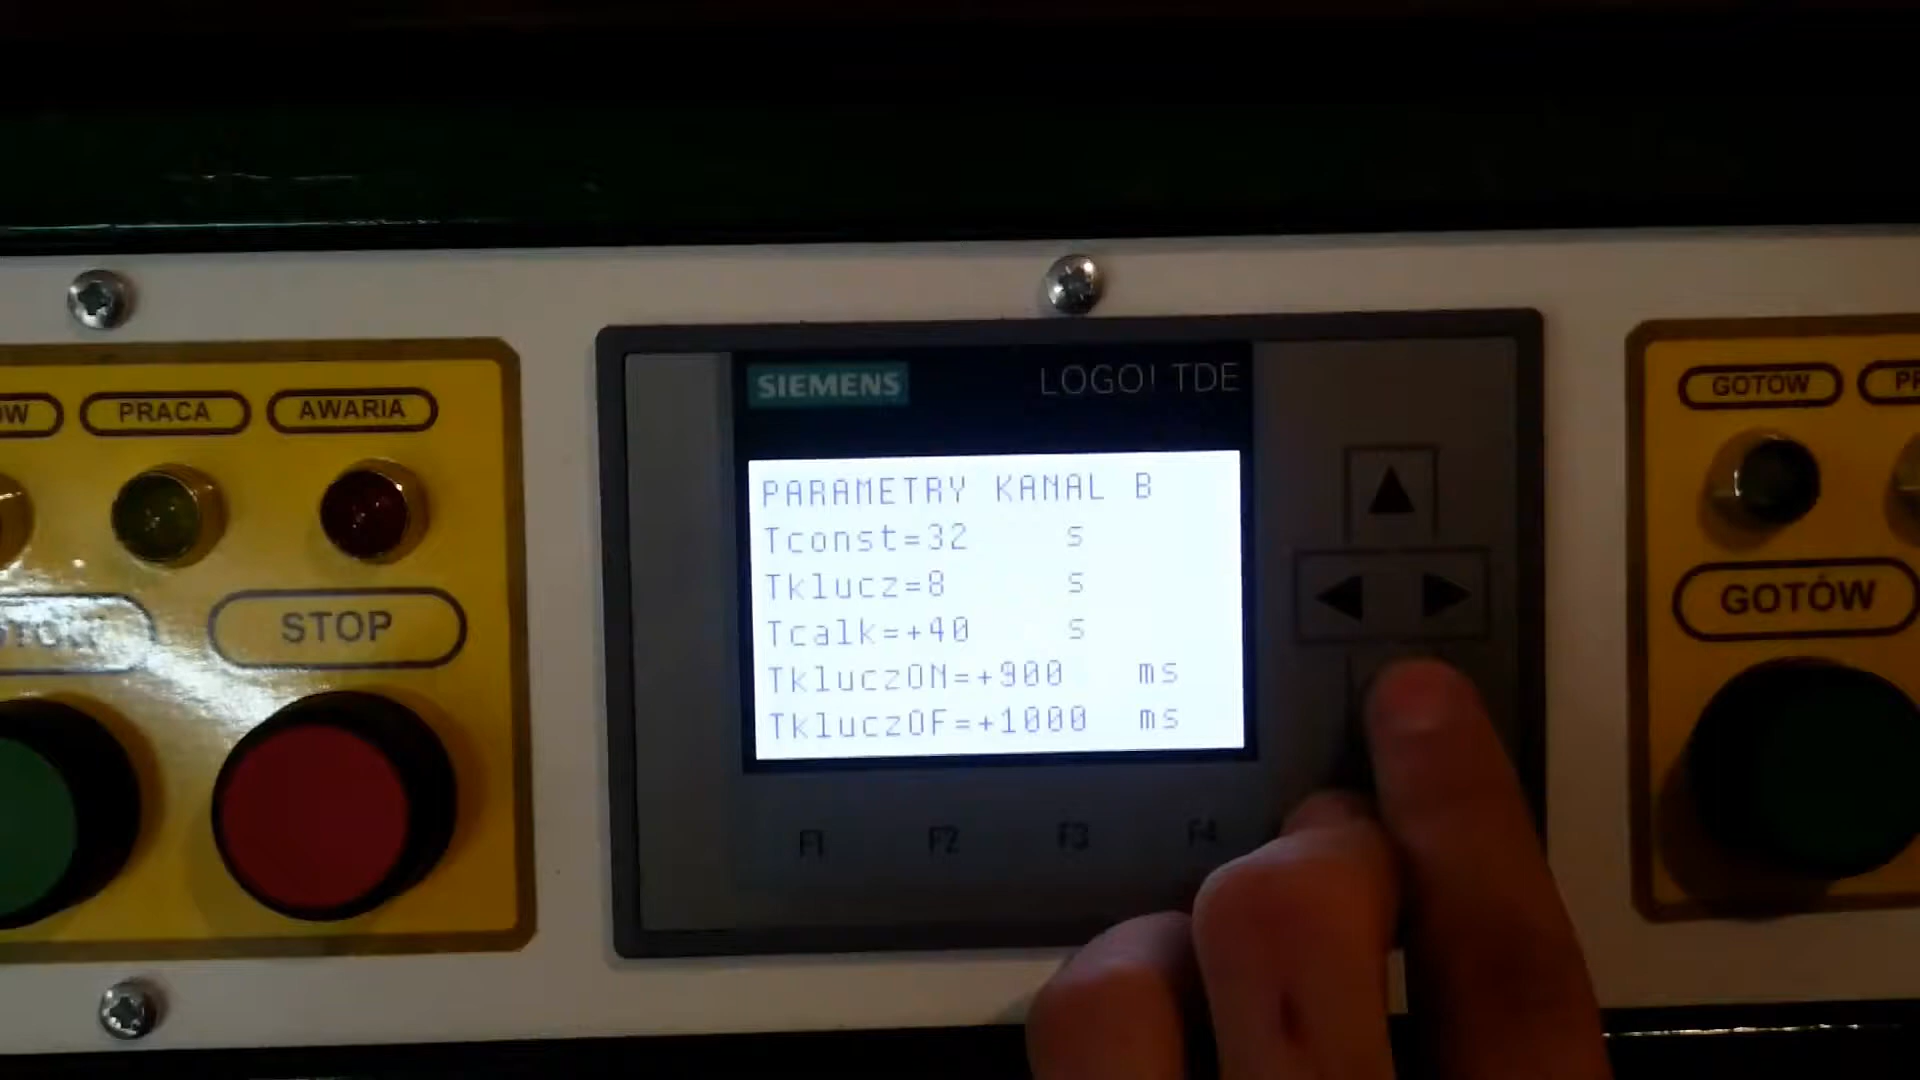 PRACA
AWARIA
STOP
SIEMENS
LOGO! TDE
PARAMETRY KANAL B
Tconst=32 s
Tklucz=8 s
Tcalk=+40 s
TkluczON=+900 ms
TkluczOF=+1000 ms
F1 F2 F3 F4
GOTOW
GOTÓW